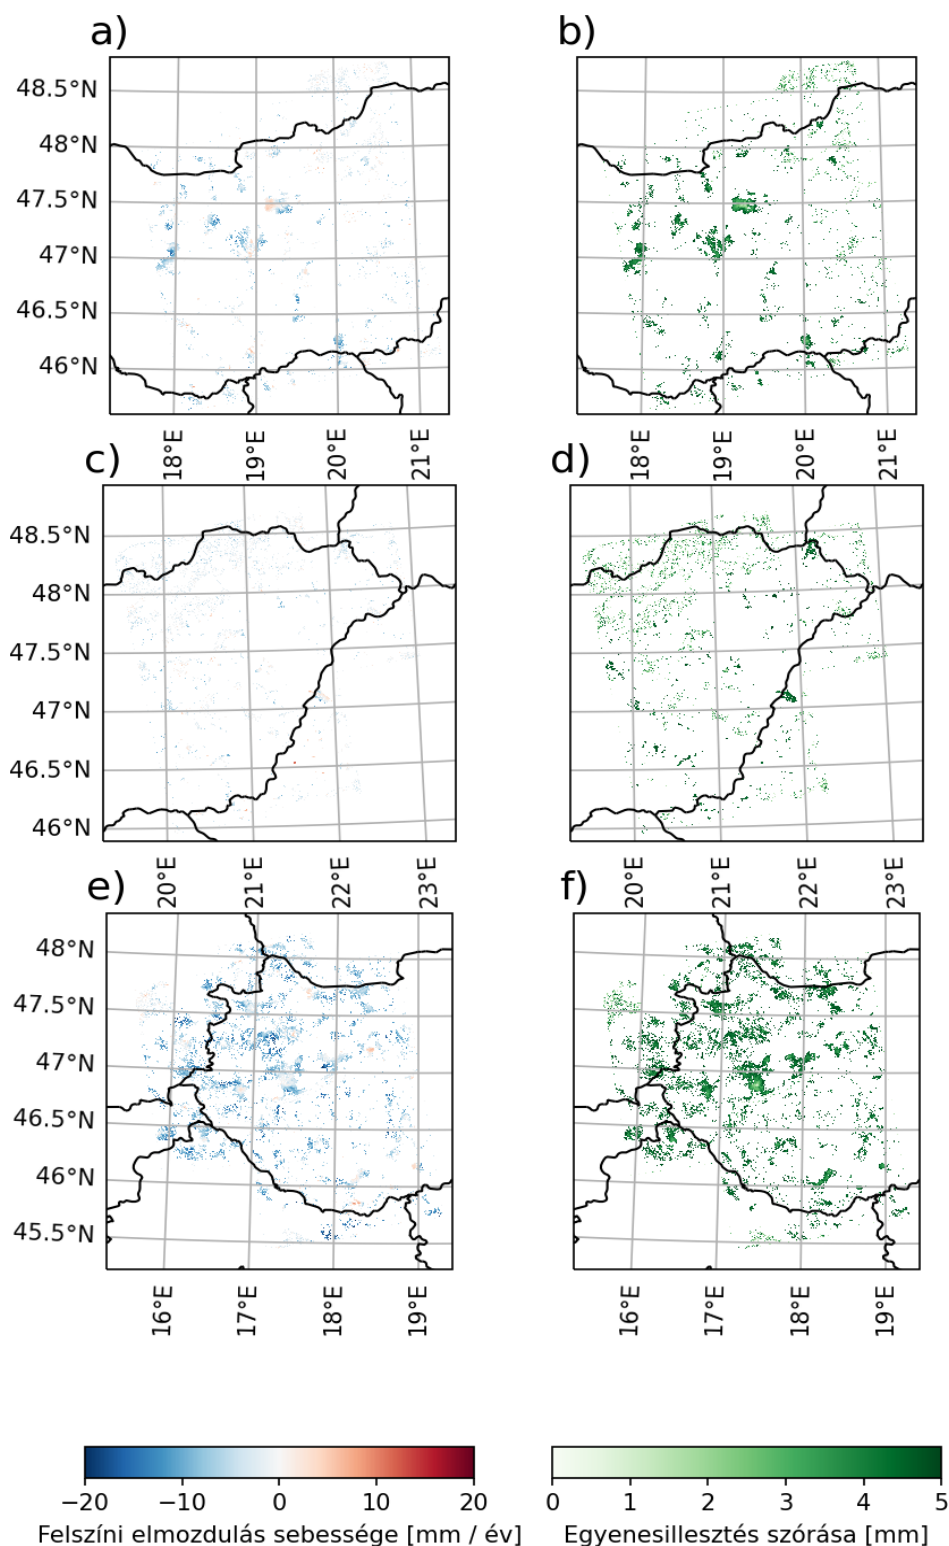 a)
b)
48.5°N
48°N
47.5°N
47°N
46.5°N
46°N
18°E 19°E 20°E 21°E
18°E 19°E 20°E 21°E
c)
d)
48.5°N
48°N
47.5°N
47°N
46.5°N
46°N
20°E 21°E 22°E 23°E
20°E 21°E 22°E 23°E
e)
f)
48°N
47.5°N
47°N
46.5°N
46°N
45.5°N
16°E 17°E 18°E 19°E
16°E 17°E 18°E 19°E
−20 −10 0 10 20
Felszíni elmozdulás sebessége [mm / év]
0 1 2 3 4 5
Egyenesillesztés szórása [mm]